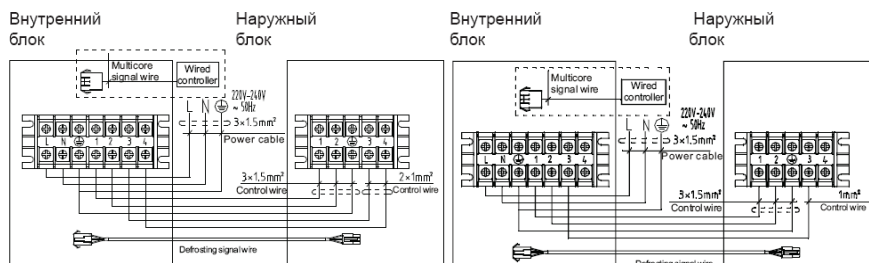 Внутренний
блок
Наружный
блок
Multicore
signal wire
Wired
controller
220V-240V
~ 50Hz
L N
3×1.5mm²
Power cable
L N 1 2 3 4
1 2 3 4
3×1.5mm²
Control wire
2×1mm²
Control wire
Defrosting signal wire
Внутренний
блок
Наружный
блок
Multicore
signal wire
Wired
controller
220V-240V
~ 50Hz
L N
3×1.5mm²
Power cable
L N 1 2 3 4
1 2 3 4
3×1.5mm²
Control wire
1mm²
Control wire
Defrosting signal wire